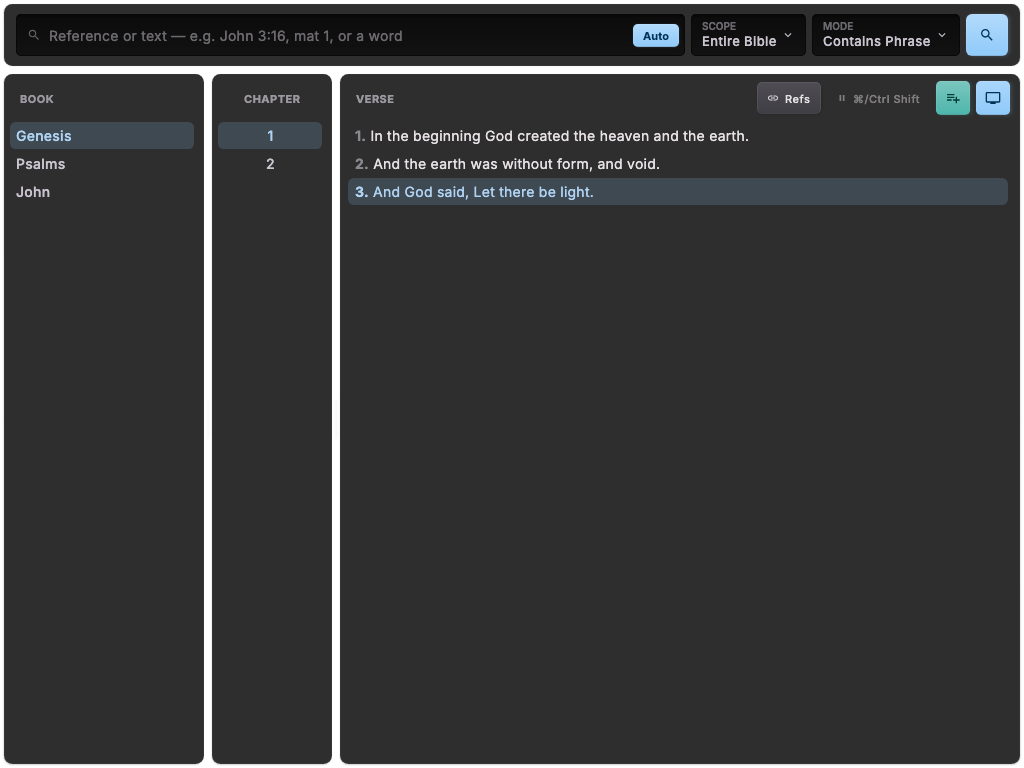 Reference or text — e.g. John 3:16, mat 1, or a word
Auto
SCOPE
Entire Bible
MODE
Contains Phrase
BOOK
Genesis
Psalms
John
CHAPTER
1
2
VERSE
Refs
⌘/Ctrl Shift
1. In the beginning God created the heaven and the earth.
2. And the earth was without form, and void.
3. And God said, Let there be light.